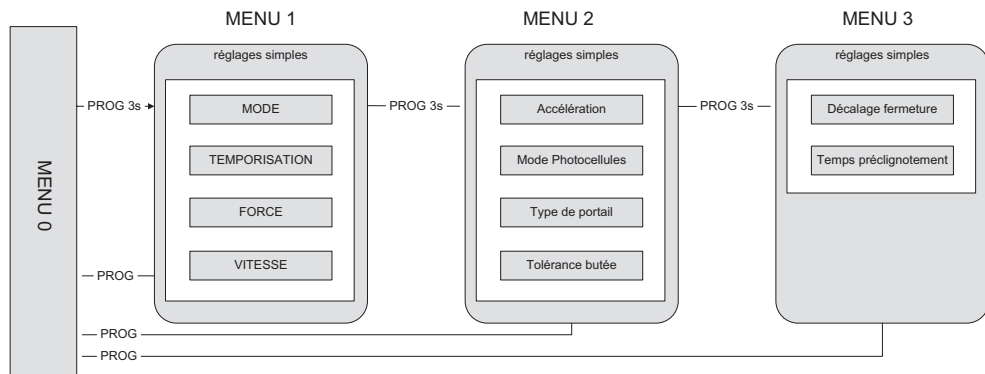 MENU 1
MENU 2
MENU 3
réglages simples
réglages simples
réglages simples
MENU 0
PROG 3s
MODE
TEMPORISATION
FORCE
VITESSE
PROG 3s
Accélération
Mode Photocellules
Type de portail
Tolérance butée
PROG 3s
Décalage fermeture
Temps préclignotement
PROG
PROG
PROG